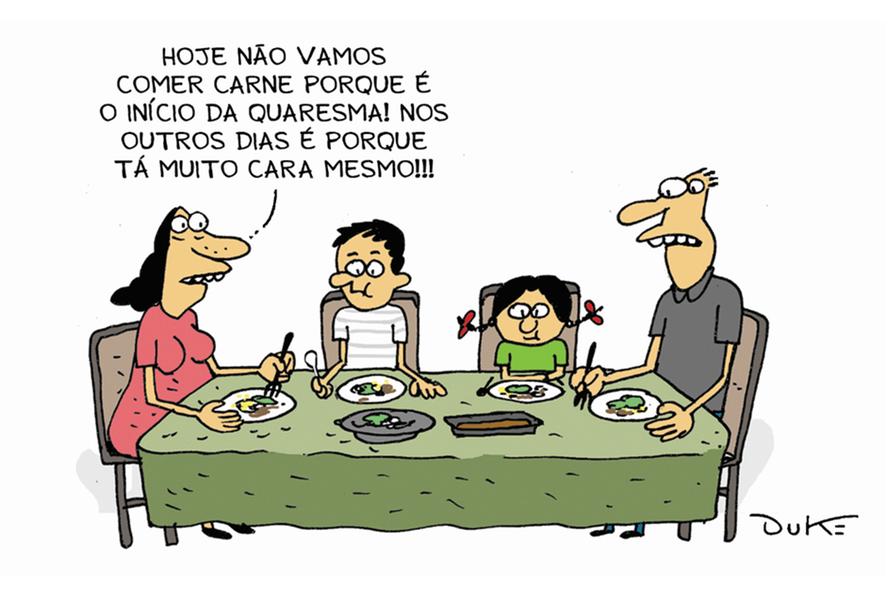 HOJE NÃO VAMOS
COMER CARNE PORQUE É
O INÍCIO DA QUARESMA! NOS
OUTROS DIAS É PORQUE
TÁ MUITO CARA MESMO!!!
DUKE